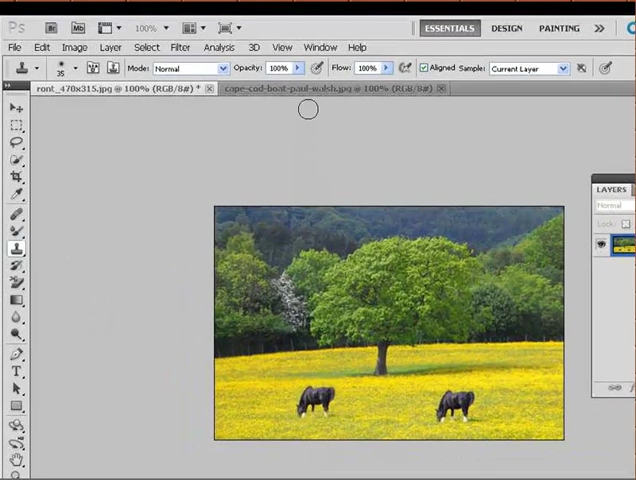 Ps Br Mb 100% ESSENTIALS DESIGN PAINTING
File Edit Image Layer Select Filter Analysis 3D View Window Help
35 Mode: Normal Opacity: 100% Flow: 100% Aligned Sample: Current Layer
ront_470x315.jpg @ 100% (RGB/8#) * cape-cod-boat-paul-walsh.jpg @ 100% (RGB/8#)
LAYERS
Normal
Lock:
T